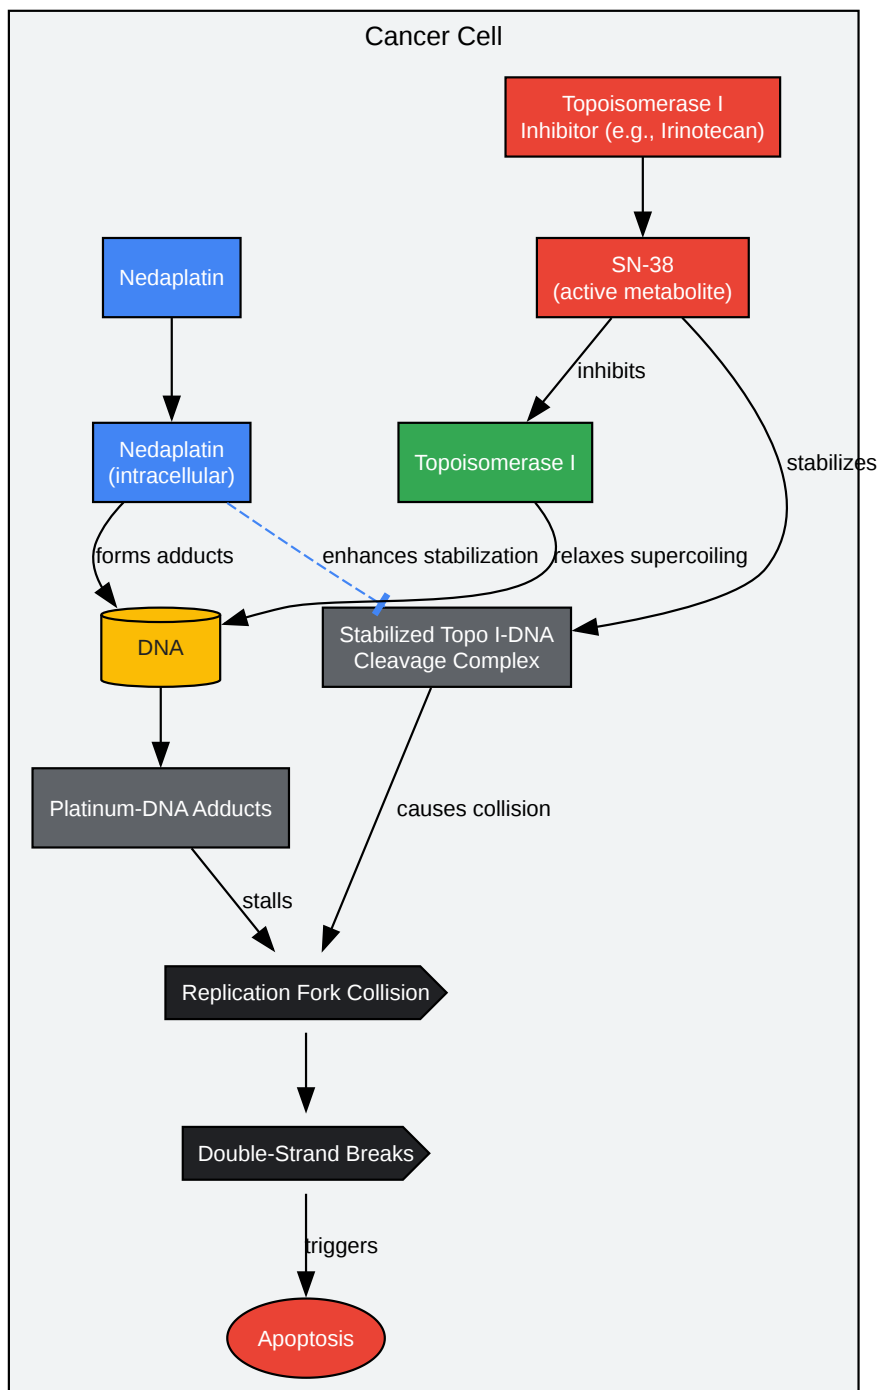 Cancer Cell
Topoisomerase I
Inhibitor (e.g., Irinotecan)
Nedaplatin
SN-38
(active metabolite)
inhibits
Nedaplatin
(intracellular)
Topoisomerase I
stabilizes
forms adducts
enhances stabilization
relaxes supercoiling
DNA
Stabilized Topo I-DNA
Cleavage Complex
Platinum-DNA Adducts
causes collision
stalls
Replication Fork Collision
Double-Strand Breaks
triggers
Apoptosis